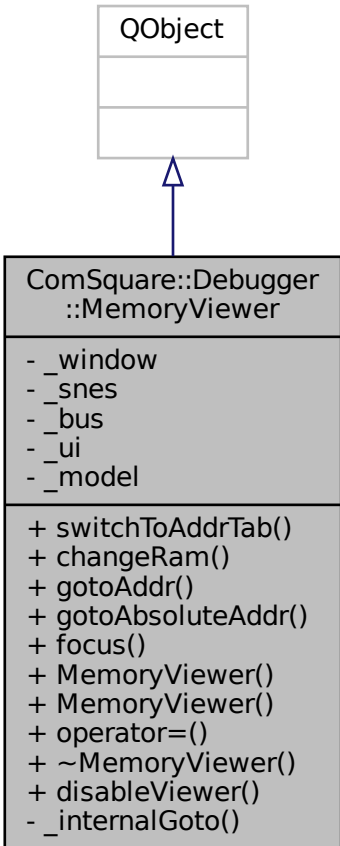 QObject
ComSquare::Debugger
::MemoryViewer
- _window
- _snes
- _bus
- _ui
- _model
+ switchToAddrTab()
+ changeRam()
+ gotoAddr()
+ gotoAbsoluteAddr()
+ focus()
+ MemoryViewer()
+ MemoryViewer()
+ operator=()
+ ~MemoryViewer()
+ disableViewer()
- _internalGoto()